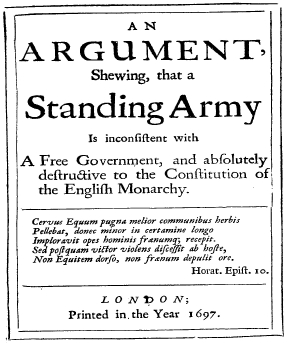 AN
ARGUMENT,
Shewing, that a
Standing Army
Is inconſiſtent with
A Free Government, and abſolutely
deſtructive to the Conſtitution of
the Engliſh Monarchy.
Cervus Equum pugna melior communibus herbis
Pellebat, donec minor in certamine longo
Imploravit opes hominis frænumq; recepit.
Sed poſtquam victor violens diſceſſit ab hoſte,
Non Equitem dorſo, non frænum depulit ore.
Horat. Epiſt. 10.
LONDON;
Printed in the Year 1697.